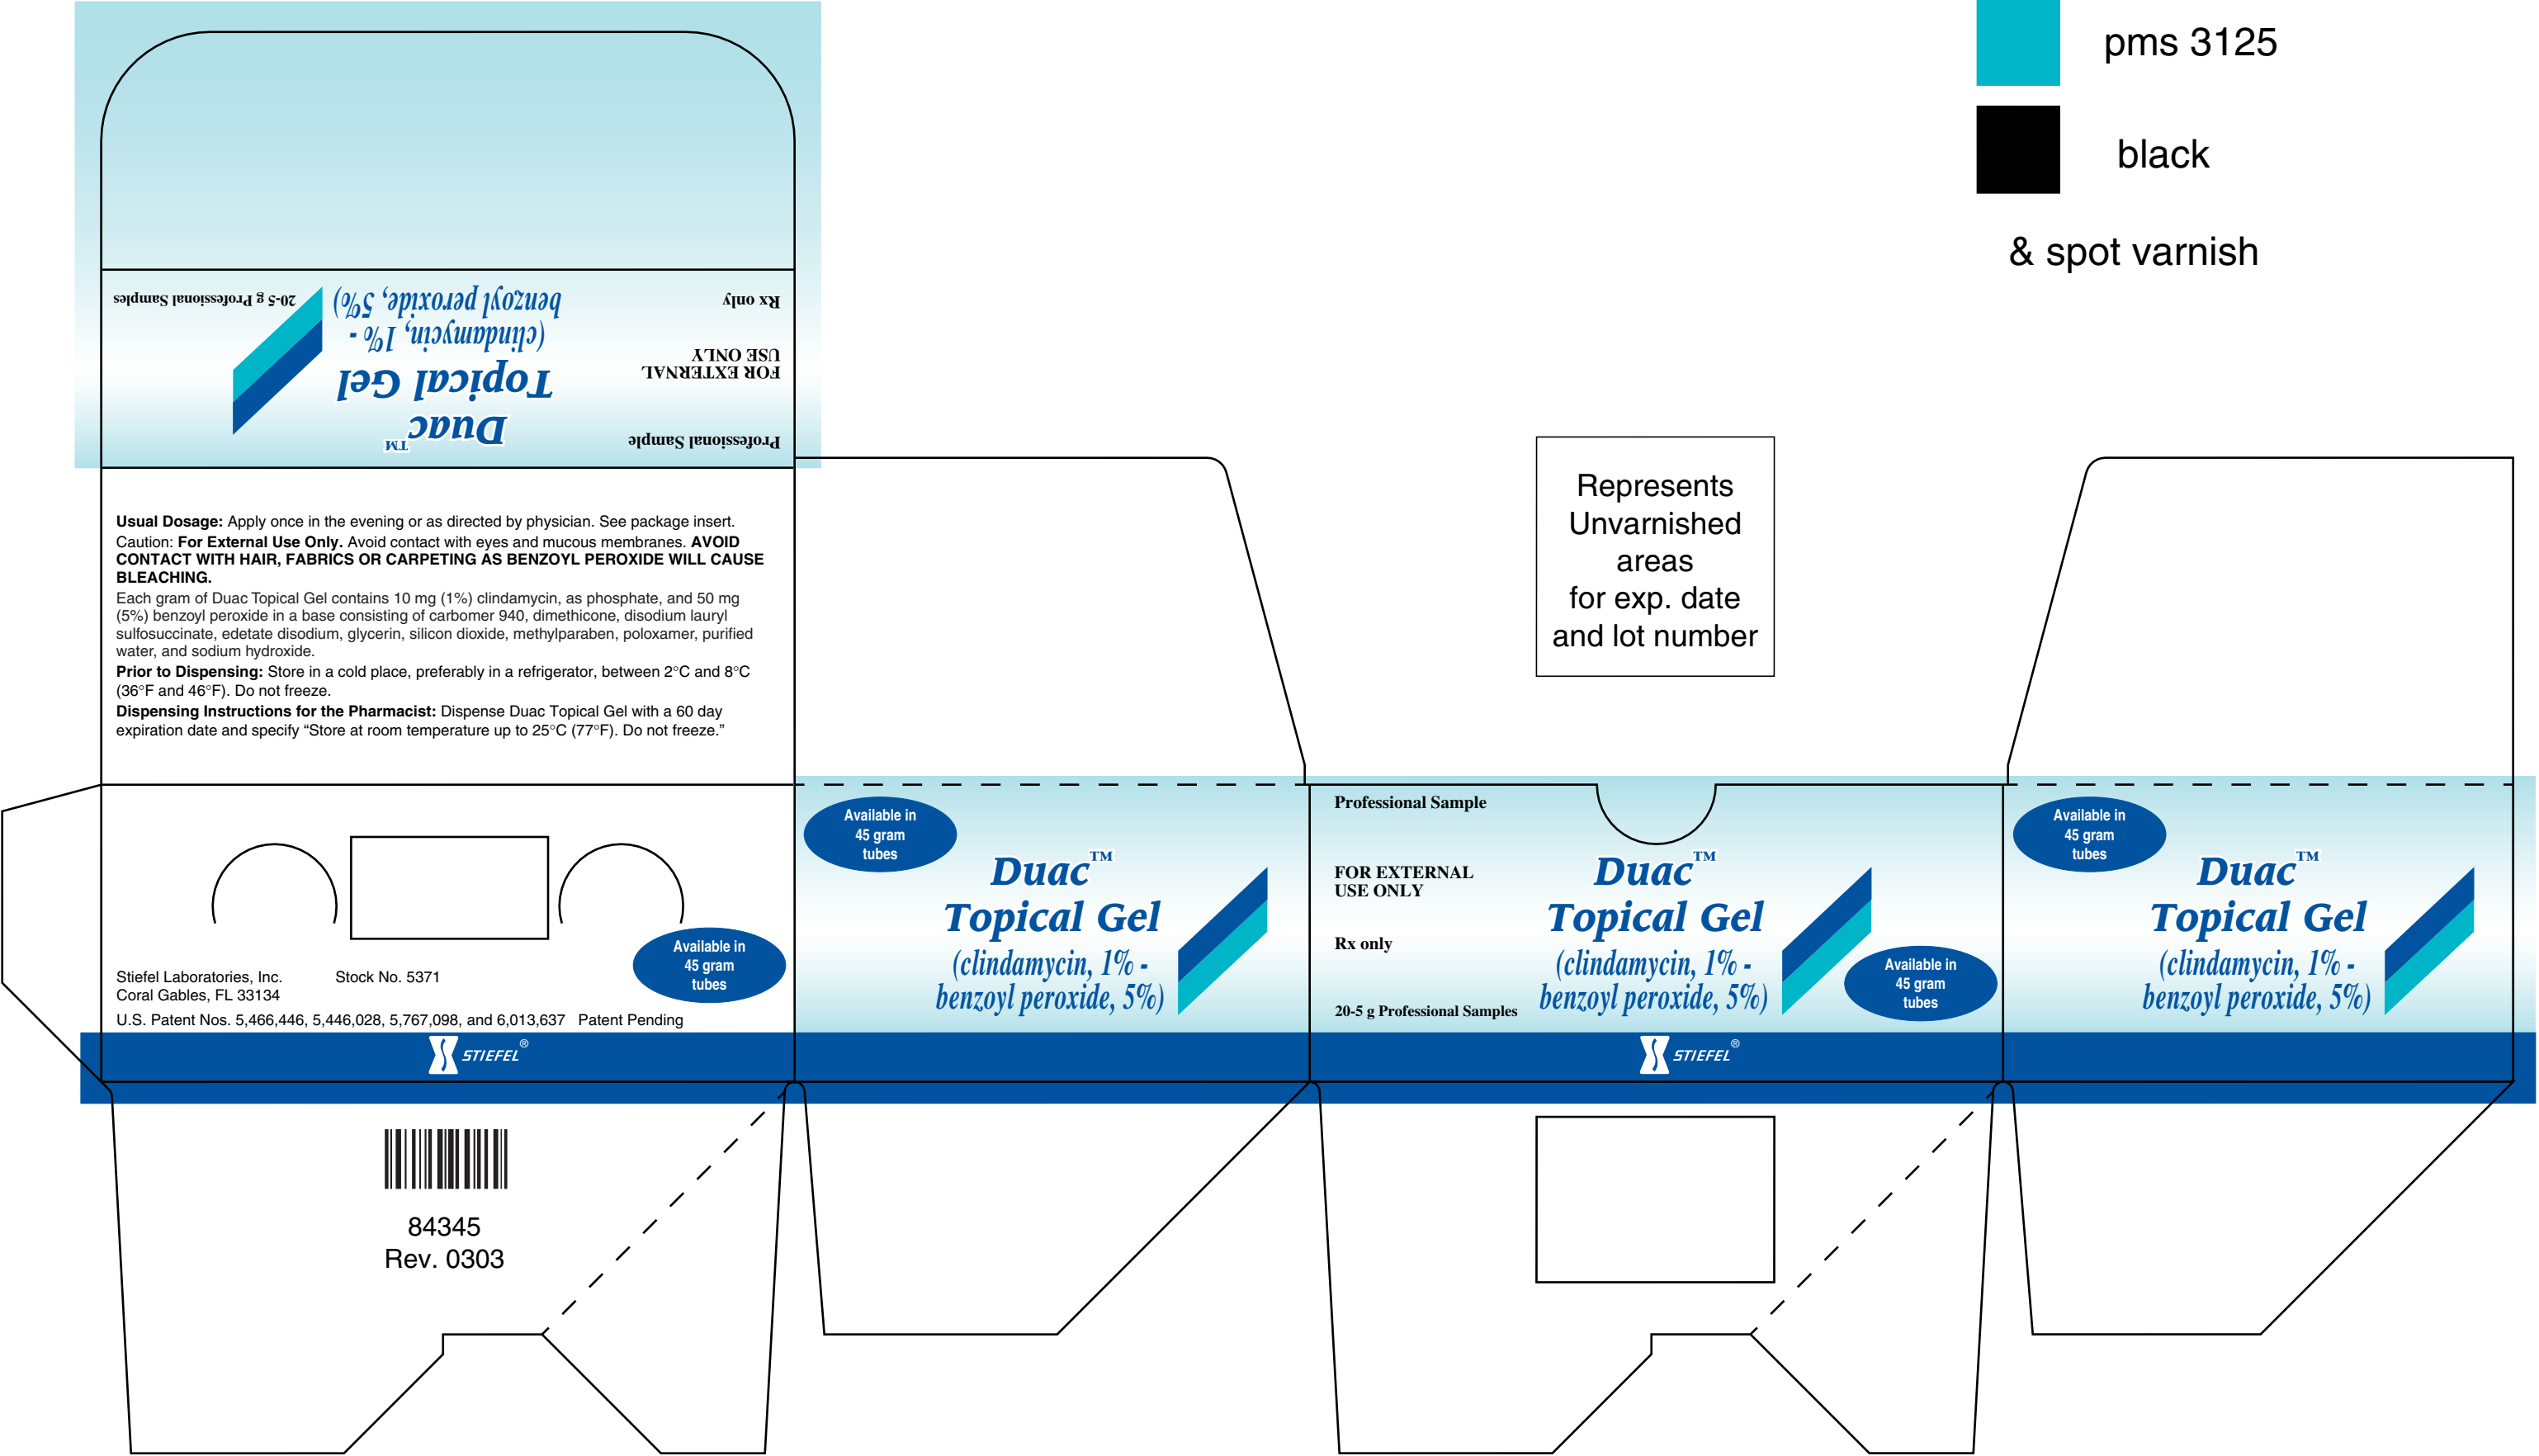 pms 3125
black
& spot varnish
Professional Sample
FOR EXTERNAL
USE ONLY
Rx only
Duac™
Topical Gel
(clindamycin, 1% -
benzoyl peroxide, 5%)
20-5 g Professional Samples
Usual Dosage: Apply once in the evening or as directed by physician. See package insert.
Caution: For External Use Only. Avoid contact with eyes and mucous membranes. AVOID
CONTACT WITH HAIR, FABRICS OR CARPETING AS BENZOYL PEROXIDE WILL CAUSE
BLEACHING.
Each gram of Duac Topical Gel contains 10 mg (1%) clindamycin, as phosphate, and 50 mg
(5%) benzoyl peroxide in a base consisting of carbomer 940, dimethicone, disodium lauryl
sulfosuccinate, edetate disodium, glycerin, silicon dioxide, methylparaben, poloxamer, purified
water, and sodium hydroxide.
Prior to Dispensing: Store in a cold place, preferably in a refrigerator, between 2°C and 8°C
(36°F and 46°F). Do not freeze.
Dispensing Instructions for the Pharmacist: Dispense Duac Topical Gel with a 60 day
expiration date and specify “Store at room temperature up to 25°C (77°F). Do not freeze.”
Represents
Unvarnished
areas
for exp. date
and lot number
Available in
45 gram
tubes
Stiefel Laboratories, Inc.
Coral Gables, FL 33134
Stock No. 5371
U.S. Patent Nos. 5,466,446, 5,446,028, 5,767,098, and 6,013,637 Patent Pending
STIEFEL®
Available in
45 gram
tubes
Duac™
Topical Gel
(clindamycin, 1% -
benzoyl peroxide, 5%)
Professional Sample
FOR EXTERNAL
USE ONLY
Rx only
20-5 g Professional Samples
Duac™
Topical Gel
(clindamycin, 1% -
benzoyl peroxide, 5%)
Available in
45 gram
tubes
STIEFEL®
Available in
45 gram
tubes
Duac™
Topical Gel
(clindamycin, 1% -
benzoyl peroxide, 5%)
84345
Rev. 0303